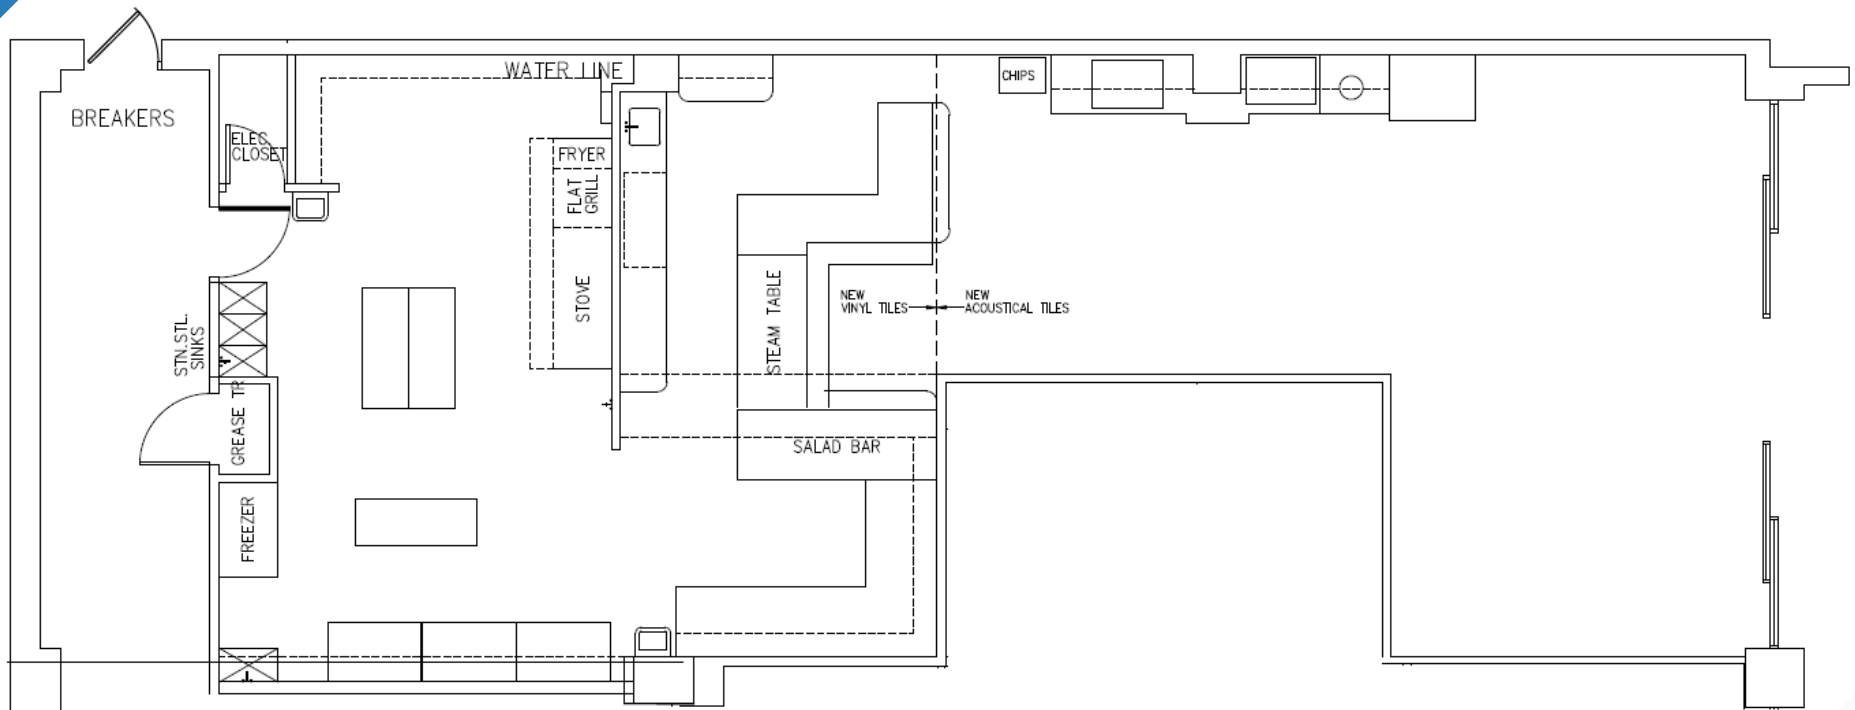 WATER LINE
BREAKERS
CHIPS
ELEC.
CLOSET
FRYER
FLAT
GRILL
STOVE
STEAM TABLE
NEW
VINYL TILES
NEW
ACOUSTICAL TILES
STN.STL.
SINKS
GREASE TR
SALAD BAR
FREEZER